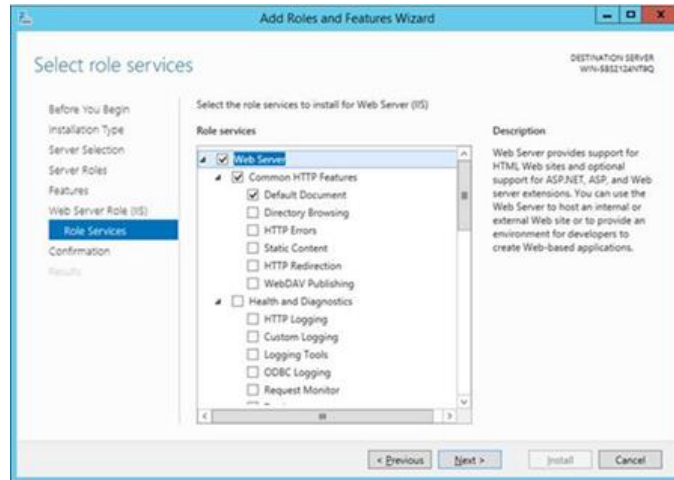 Add Roles and Features Wizard
Select role services
DESTINATION SERVER
Before You Begin
Installation Type
Server Selection
Server Roles
Features
Web Server Role (IIS)
Role Services
Confirmation
Results
Select the role services to install for Web Server (IIS)
Role services
Web Server
Common HTTP Features
Default Document
Directory Browsing
HTTP Errors
Static Content
HTTP Redirection
WebDAV Publishing
Health and Diagnostics
HTTP Logging
Custom Logging
Logging Tools
ODBC Logging
Request Monitor
Description
Web Server provides support for
HTML Web sites and optional
support for ASP.NET, ASP, and Web
server extensions. You can use the
Web Server to host an internal or
external Web site or to provide an
environment for developers to
create Web-based applications.
< Previous
Next >
Install
Cancel